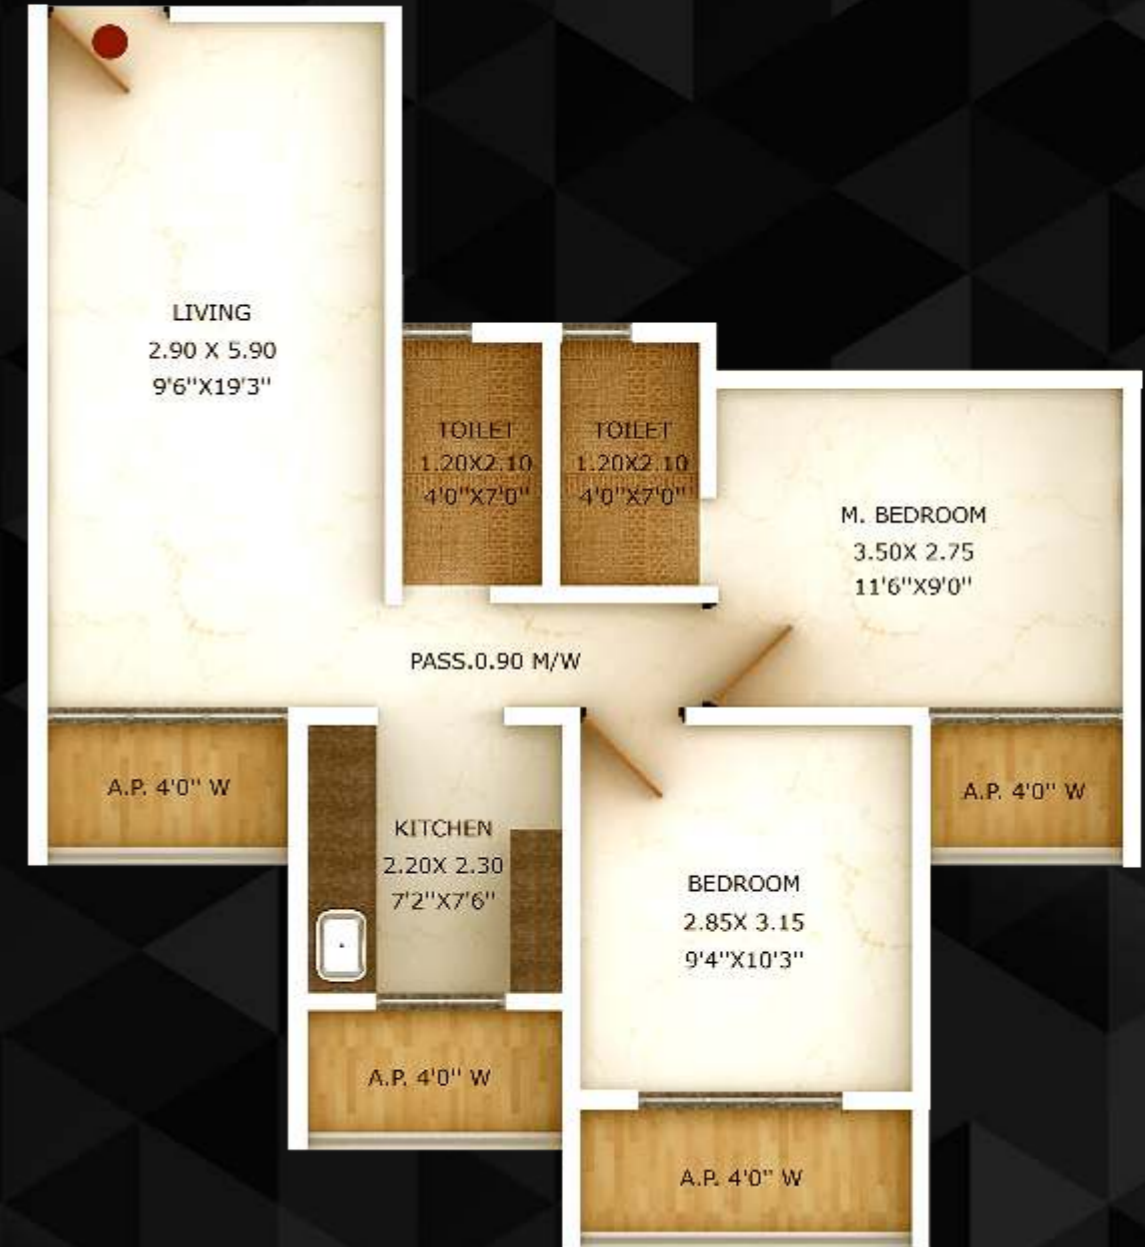 LIVING
2.90 X 5.90
9'6"X19'3"
TOILET
1.20X2.10
4'0"X7'0"
TOILET
1.20X2.10
4'0"X7'0"
M. BEDROOM
3.50X 2.75
11'6"X9'0"
PASS.0.90 M/W
A.P. 4'0" W
KITCHEN
2.20X 2.30
7'2"X7'6"
BEDROOM
2.85X 3.15
9'4"X10'3"
A.P. 4'0" W
A.P. 4'0" W
A.P. 4'0" W